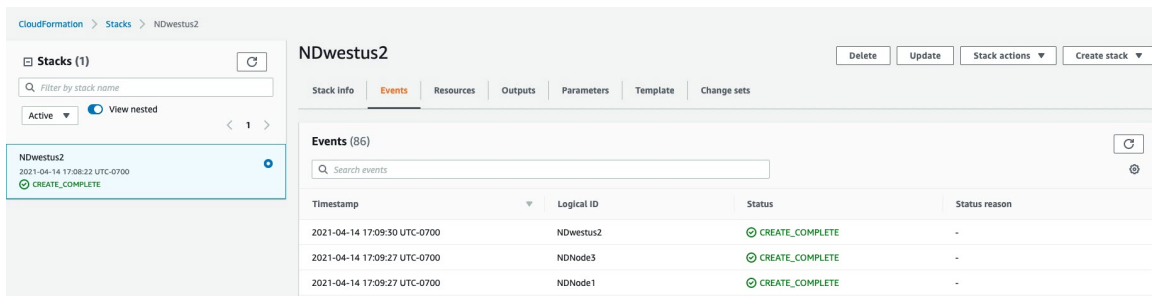 CloudFormation > Stacks > NDwestus2
Stacks (1)
Filter by stack name
Active
View nested
< 1 >
NDwestus2
2021-04-14 17:08:22 UTC-0700
CREATE_COMPLETE
NDwestus2
Delete Update Stack actions Create stack
Stack info Events Resources Outputs Parameters Template Change sets
Events (86)
Search events
Timestamp Logical ID Status Status reason
2021-04-14 17:09:30 UTC-0700 NDwestus2 CREATE_COMPLETE -
2021-04-14 17:09:27 UTC-0700 NDNode3 CREATE_COMPLETE -
2021-04-14 17:09:27 UTC-0700 NDNode1 CREATE_COMPLETE -